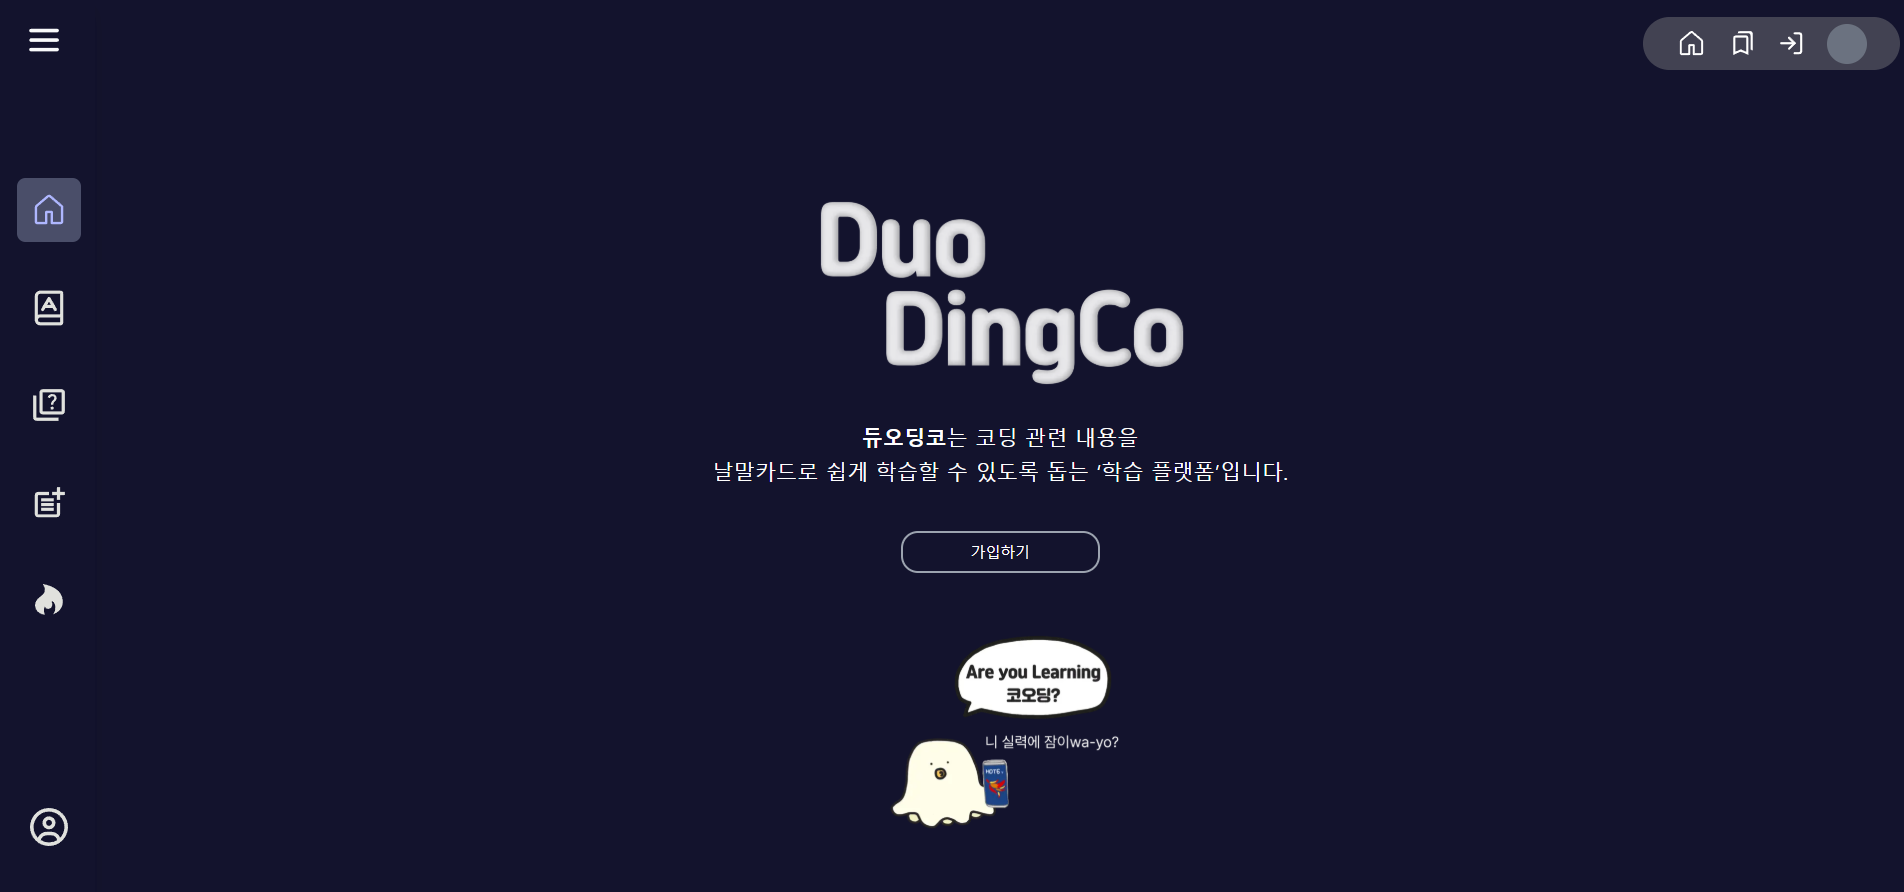 Duo
DingCo
듀오딩코는 코딩 관련 내용을
낱말카드로 쉽게 학습할 수 있도록 돕는 ‘학습 플랫폼’입니다.
가입하기
Are you Learning
코오딩?
니 실력에 잠이wa-yo?